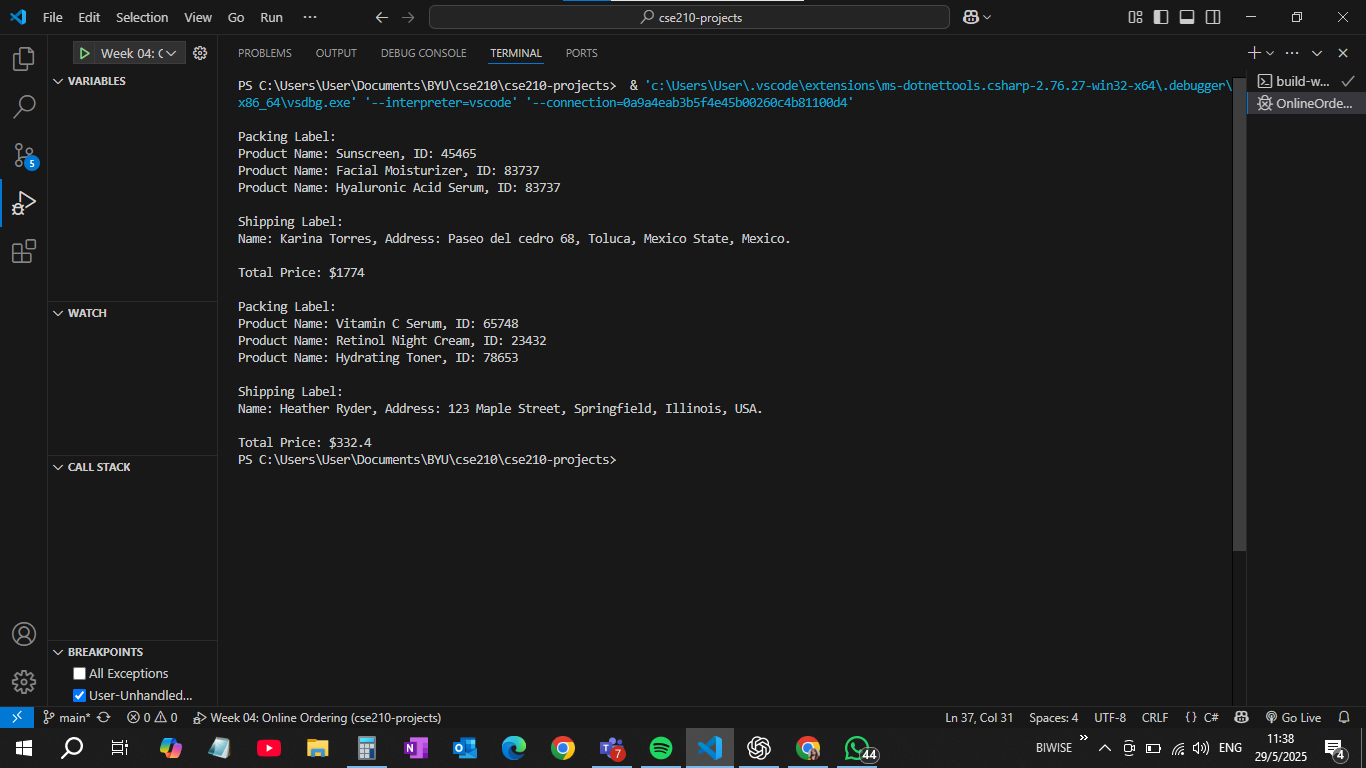 File Edit Selection View Go Run ··· cse210-projects
Week 04: C
PROBLEMS OUTPUT DEBUG CONSOLE TERMINAL PORTS
VARIABLES
WATCH
CALL STACK
BREAKPOINTS
All Exceptions
User-Unhandled...
5
PS C:\Users\User\Documents\BYU\cse210\cse210-projects> & 'c:\Users\User\.vscode\extensions\ms-dotnettools.csharp-2.76.27-win32-x64\.debugger\
x86_64\vsdbg.exe' '--interpreter=vscode' '--connection=0a9a4eab3b5f4e45b00260c4b81100d4'
Packing Label:
Product Name: Sunscreen, ID: 45465
Product Name: Facial Moisturizer, ID: 83737
Product Name: Hyaluronic Acid Serum, ID: 83737
Shipping Label:
Name: Karina Torres, Address: Paseo del cedro 68, Toluca, Mexico State, Mexico.
Total Price: $1774
Packing Label:
Product Name: Vitamin C Serum, ID: 65748
Product Name: Retinol Night Cream, ID: 23432
Product Name: Hydrating Toner, ID: 78653
Shipping Label:
Name: Heather Ryder, Address: 123 Maple Street, Springfield, Illinois, USA.
Total Price: $332.4
PS C:\Users\User\Documents\BYU\cse210\cse210-projects>
build-w...
OnlineOrde...
main* 0 0 Week 04: Online Ordering (cse210-projects) Ln 37, Col 31 Spaces: 4 UTF-8 CRLF {} C# Go Live
7 44 BIWISE ENG 11:38
29/5/2025 4